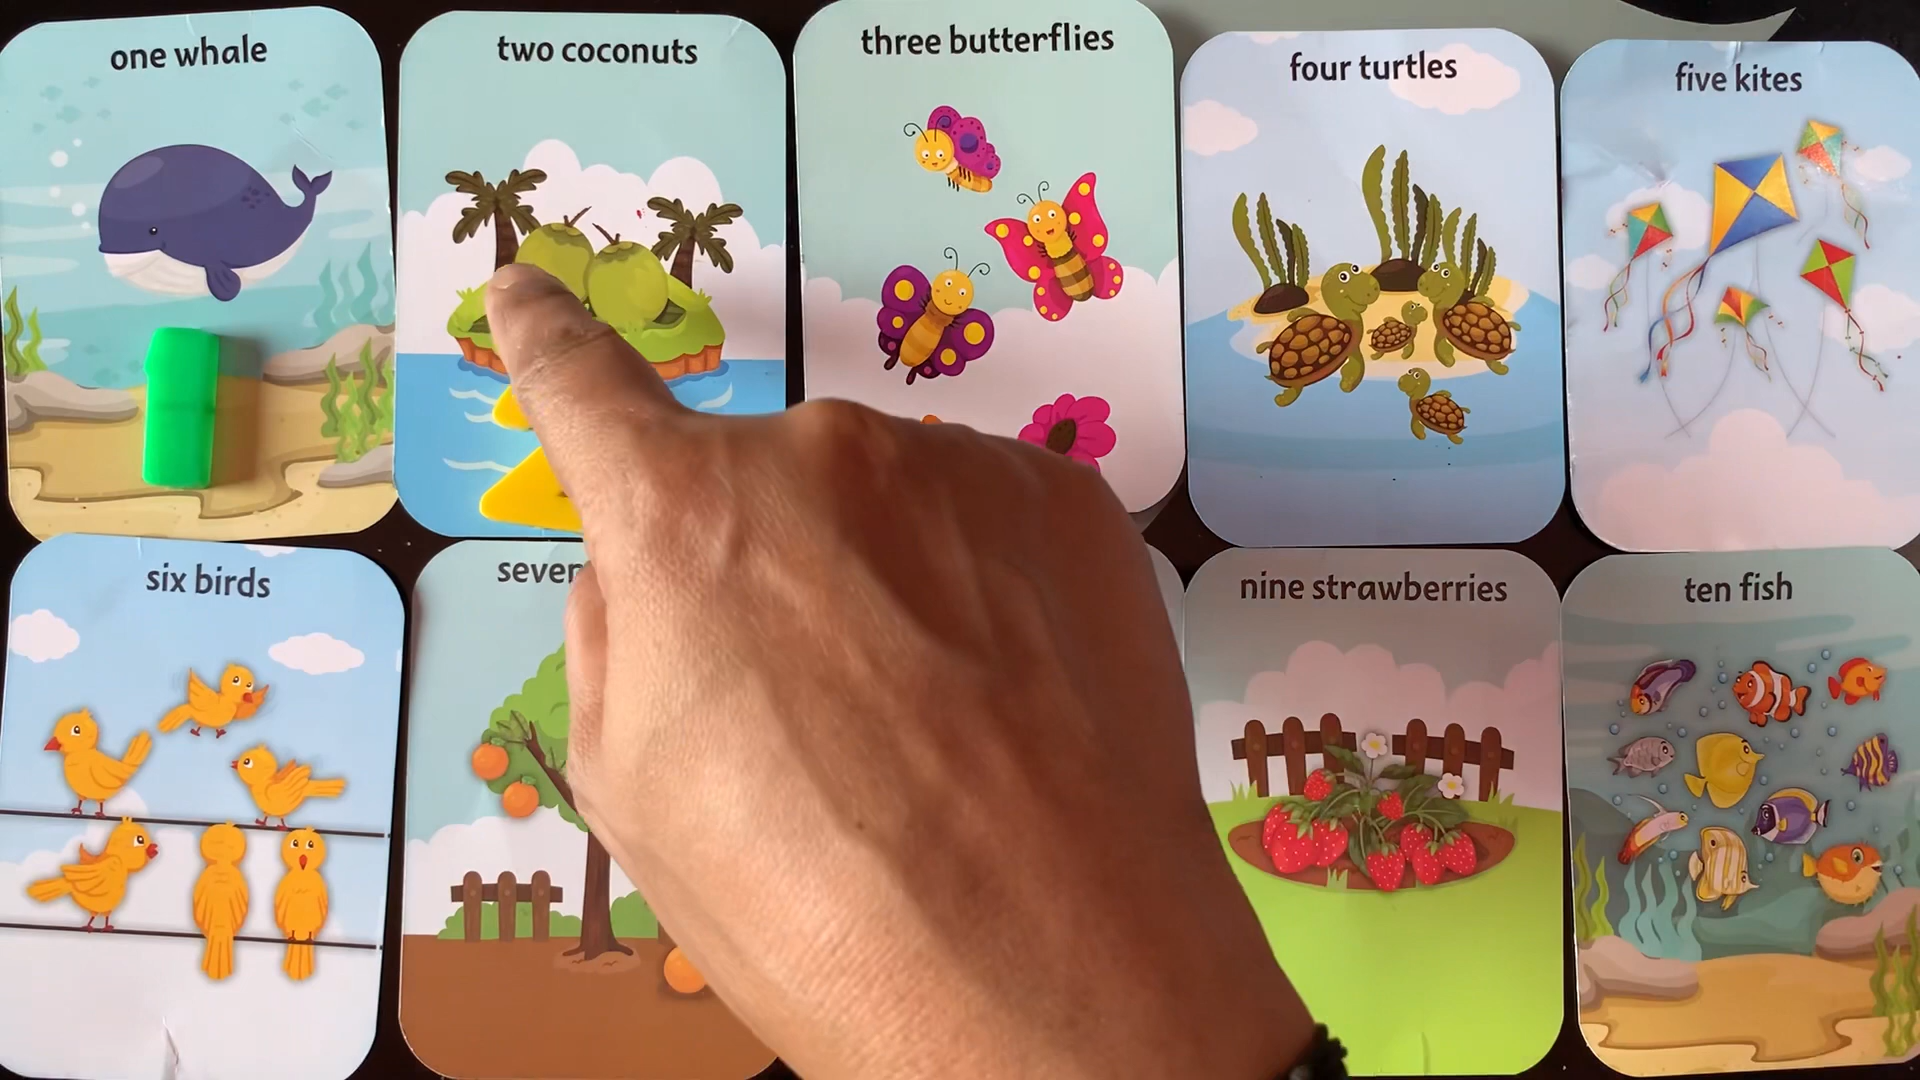 one whale
two coconuts
three butterflies
four turtles
five kites
six birds
seven
nine strawberries
ten fish